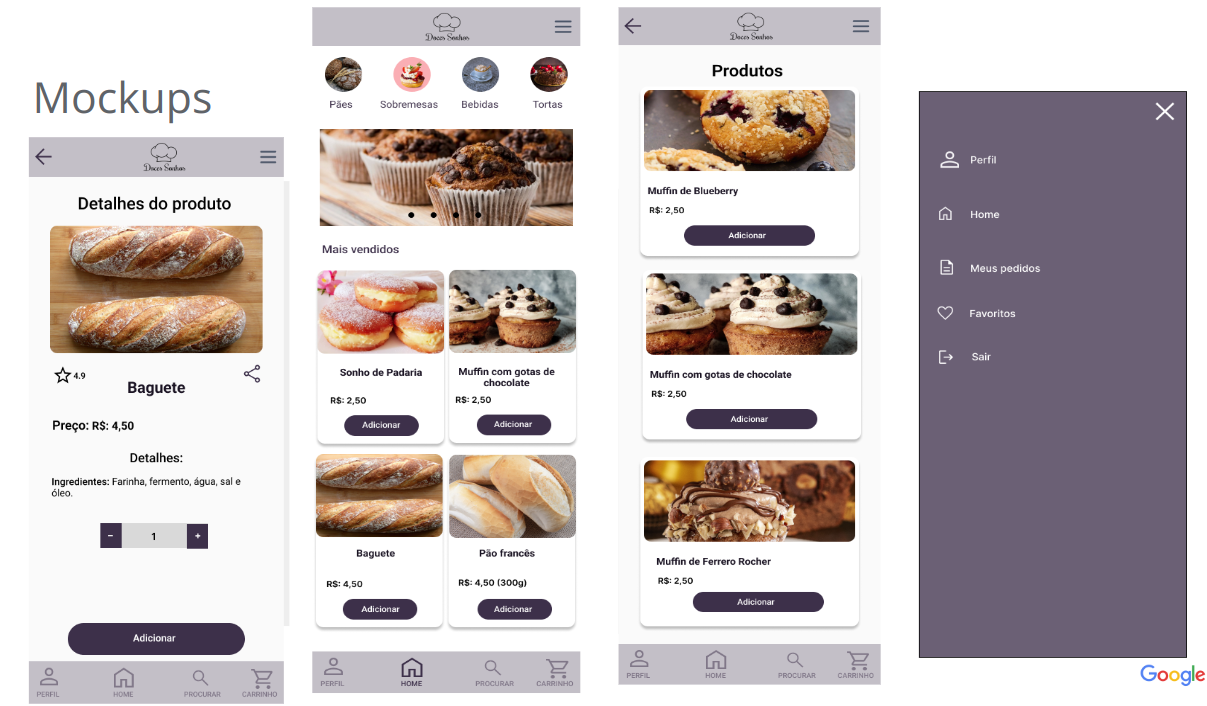 Mockups
Doces Sonhos
Detalhes do produto
4.9
Baguete
Preço: R$: 4,50
Detalhes:
Ingredientes: Farinha, fermento, água, sal e
óleo.
-
1
+
Adicionar
PERFIL
HOME
PROCURAR
CARRINHO
Doces Sonhos
Pães
Sobremesas
Bebidas
Tortas
Mais vendidos
Sonho de Padaria
R$: 2,50
Adicionar
Muffin com gotas de
chocolate
R$: 2,50
Adicionar
Baguete
R$: 4,50
Adicionar
Pão francês
R$: 4,50 (300g)
Adicionar
PERFIL
HOME
PROCURAR
CARRINHO
Doces Sonhos
Produtos
Muffin de Blueberry
R$: 2,50
Adicionar
Muffin com gotas de chocolate
R$: 2,50
Adicionar
Muffin de Ferrero Rocher
R$: 2,50
Adicionar
PERFIL
HOME
PROCURAR
CARRINHO
Perfil
Home
Meus pedidos
Favoritos
Sair
Google